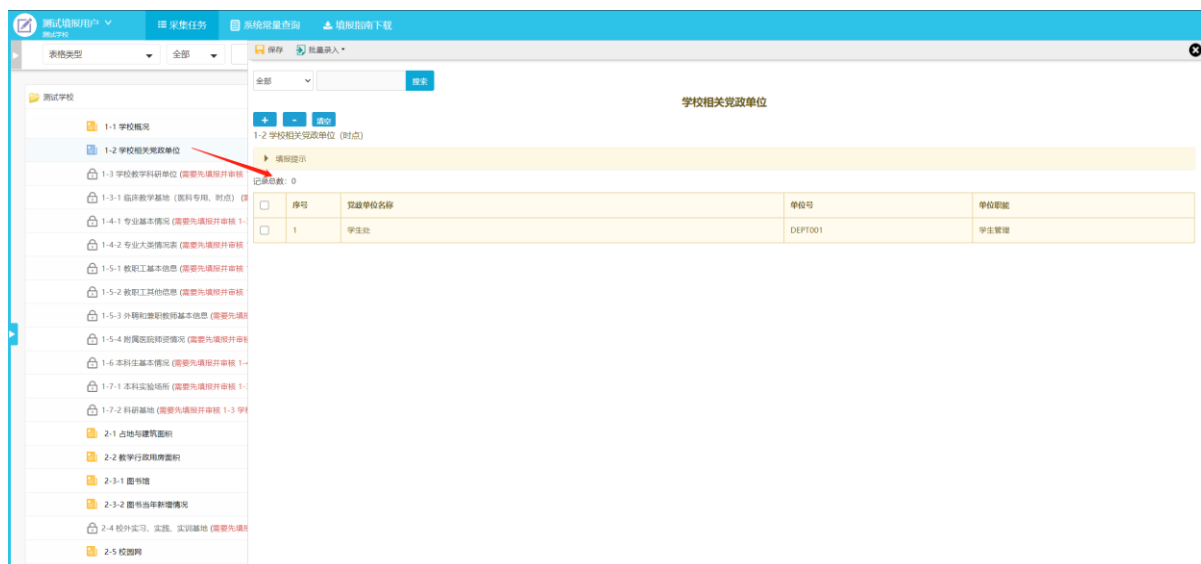 测试填报用户
测试学校
采集任务
系统常量查询
填报指南下载
表格类型
全部
保存
批量录入
全部
搜索
测试学校
学校相关党政单位
+ - 清空
1-2 学校相关党政单位 (时点)
填报提示
记录总数: 0
序号 党政单位名称 单位号 单位职能
1 学生处 DEPT001 学生管理
1-1 学校概况
1-2 学校相关党政单位
1-3 学校教学科研单位 (需要先填报并审核
1-3-1 临床教学基地 (医科专用、时点) (
1-4-1 专业基本情况 (需要先填报并审核 1-
1-4-2 专业大类情况表 (需要先填报并审核
1-5-1 教职工基本信息 (需要先填报并审核
1-5-2 教职工其他信息 (需要先填报并审核
1-5-3 外聘和兼职教师基本信息 (需要先填
1-5-4 附属医院师资情况 (需要先填报并审
1-6 本科生基本情况 (需要先填报并审核 1-
1-7-1 本科实验场所 (需要先填报并审核 1-
1-7-2 科研基地 (需要先填报并审核 1-3 学
2-1 占地与建筑面积
2-2 教学行政用房面积
2-3-1 图书馆
2-3-2 图书当年新增情况
2-4 校外实习、实践、实训基地 (需要先填
2-5 校园网